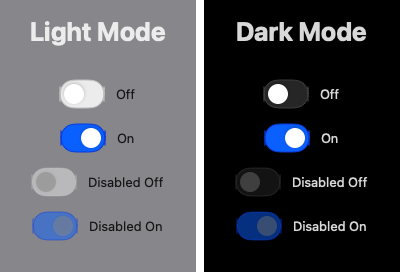 Light Mode
Off
On
Disabled Off
Disabled On
Dark Mode
Off
On
Disabled Off
Disabled On